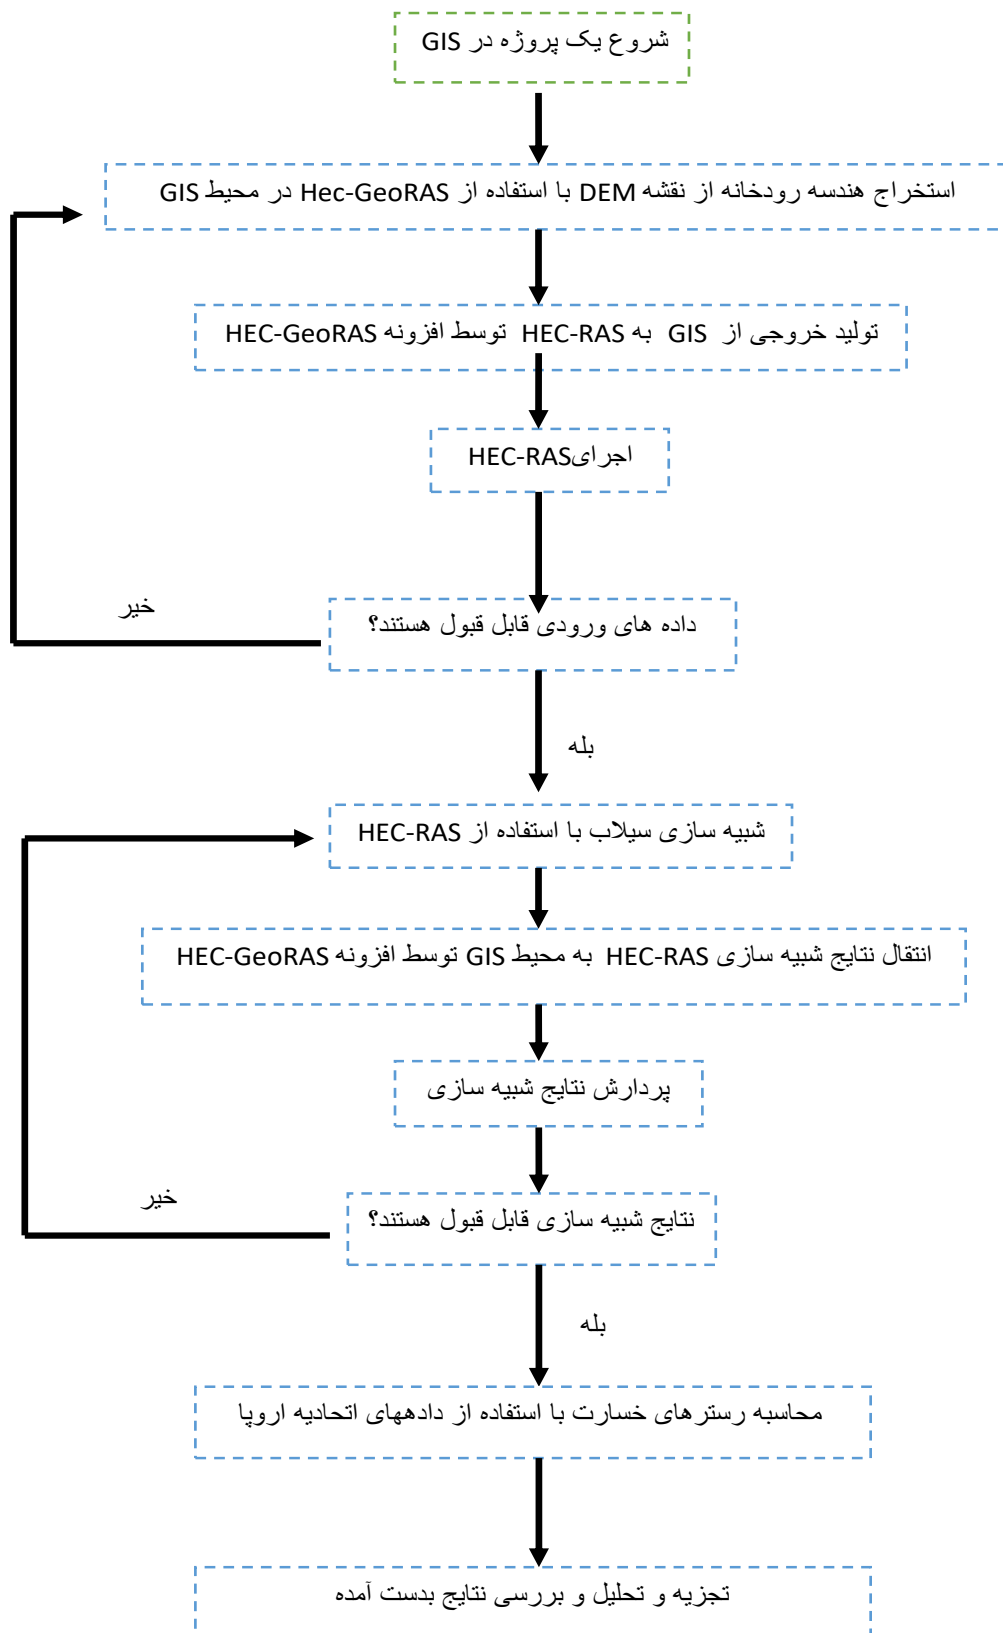 شروع یک پروژه در GIS
استخراج هندسه رودخانه از نقشه DEM با استفاده از Hec-GeoRAS در محیط GIS
تولید خروجی از GIS به HEC-RAS توسط افزونه HEC-GeoRAS
اجرایHEC-RAS
خیر
داده های ورودی قابل قبول هستند؟
بله
شبیه سازی سیلاب با استفاده از HEC-RAS
انتقال نتایج شبیه سازی HEC-RAS به محیط GIS توسط افزونه HEC-GeoRAS
پردارش نتایج شبیه سازی
خیر
نتایج شبیه سازی قابل قبول هستند؟
بله
محاسبه رسترهای خسارت با استفاده از دادههای اتحادیه اروپا
تجزیه و تحلیل و بررسی نتایج بدست آمده